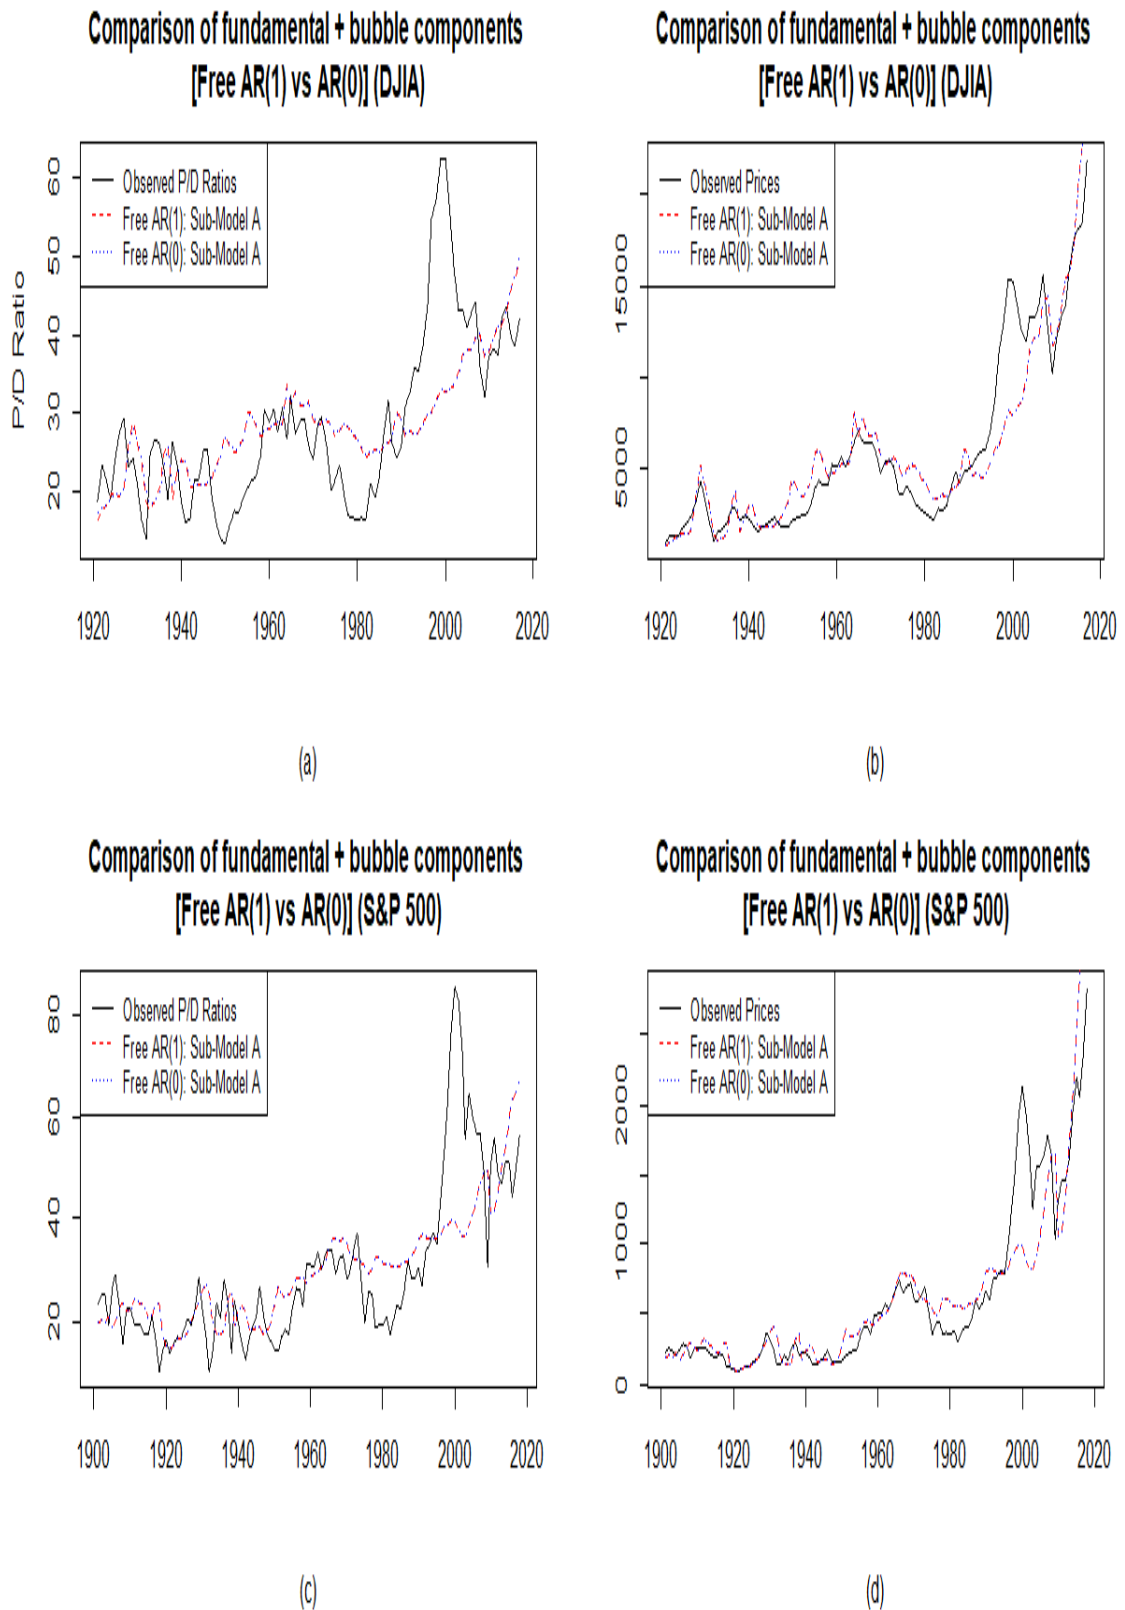 Comparison of fundamental + bubble components
[Free AR(1) vs AR(0)] (DJIA)
Observed P/D Ratios
Free AR(1): Sub-Model A
Free AR(0): Sub-Model A
P/D Ratio
60
50
40
30
20
1920 1940 1960 1980 2000 2020
(a)
Comparison of fundamental + bubble components
[Free AR(1) vs AR(0)] (DJIA)
Observed Prices
Free AR(1): Sub-Model A
Free AR(0): Sub-Model A
15000
5000
1920 1940 1960 1980 2000 2020
(b)
Comparison of fundamental + bubble components
[Free AR(1) vs AR(0)] (S&P 500)
Observed P/D Ratios
Free AR(1): Sub-Model A
Free AR(0): Sub-Model A
80
60
40
20
1900 1920 1940 1960 1980 2000 2020
(c)
Comparison of fundamental + bubble components
[Free AR(1) vs AR(0)] (S&P 500)
Observed Prices
Free AR(1): Sub-Model A
Free AR(0): Sub-Model A
2000
1000
0
1900 1920 1940 1960 1980 2000 2020
(d)